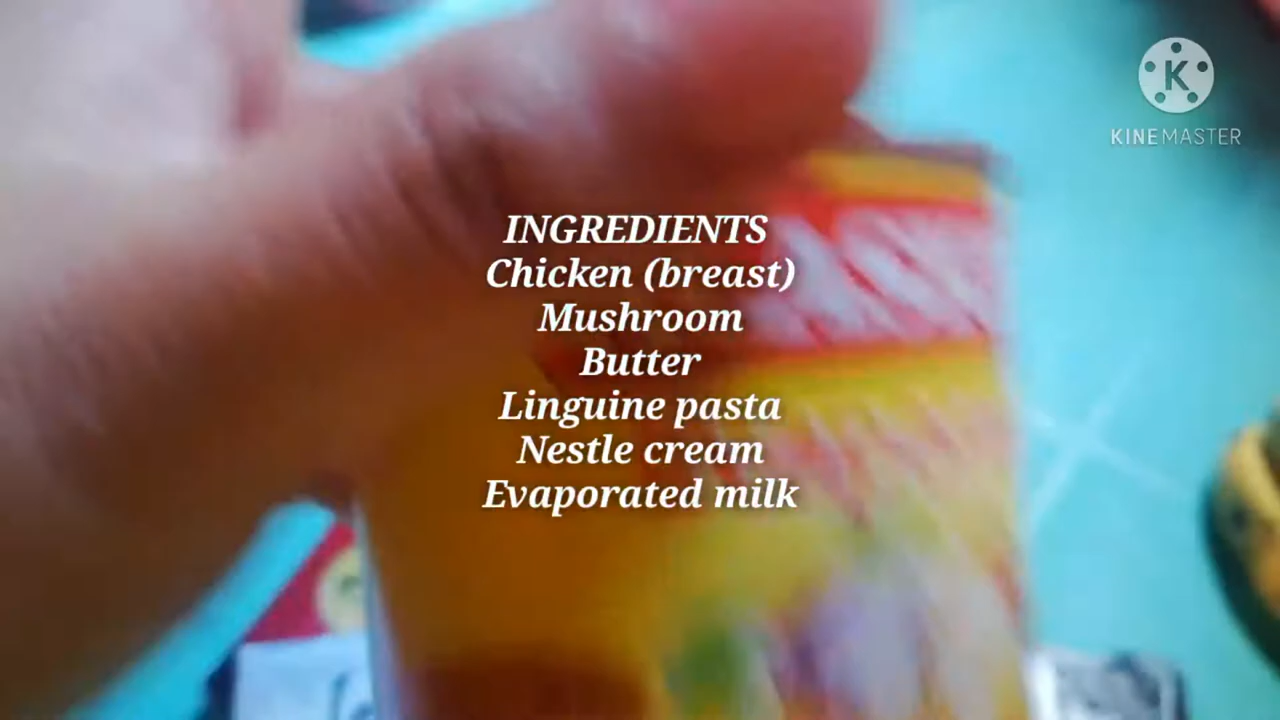 K
KINEMASTER
INGREDIENTS
Chicken (breast)
Mushroom
Butter
Linguine pasta
Nestle cream
Evaporated milk